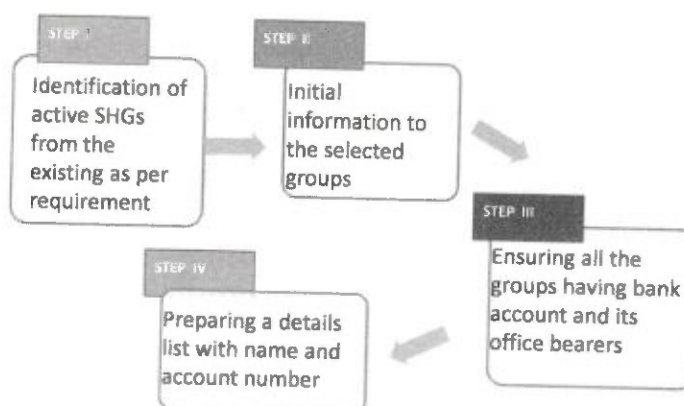 STEP I
Identification of
active SHGs
from the
existing as per
requirement
STEP II
Initial
information to
the selected
groups
STEP III
Ensuring all the
groups having bank
account and its
office bearers
STEP IV
Preparing a details
list with name and
account number